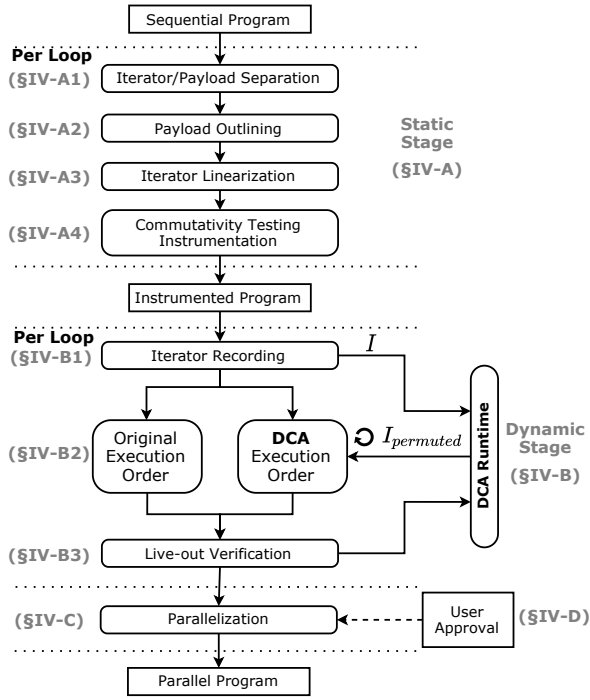 Sequential Program
Per Loop
(§IV-A1)
Iterator/Payload Separation
(§IV-A2)
Payload Outlining
Static
Stage
(§IV-A)
(§IV-A3)
Iterator Linearization
(§IV-A4)
Commutativity Testing
Instrumentation
Instrumented Program
Per Loop
(§IV-B1)
Iterator Recording
I
(§IV-B2)
Original
Execution
Order
DCA
Execution
Order
I_permuted
DCA Runtime
Dynamic
Stage
(§IV-B)
(§IV-B3)
Live-out Verification
(§IV-C)
Parallelization
User
Approval
(§IV-D)
Parallel Program